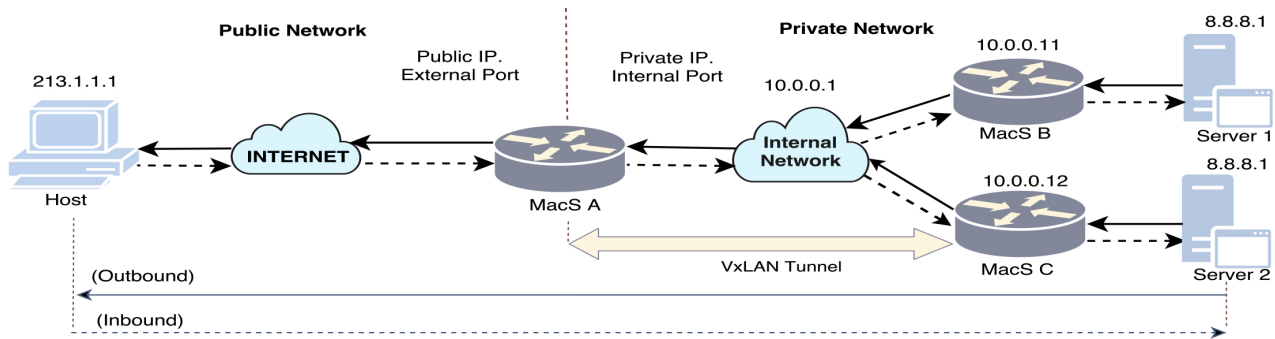 Public Network
Private Network
8.8.8.1
Public IP.
External Port
Private IP.
Internal Port
10.0.0.11
213.1.1.1
10.0.0.1
INTERNET
Internal
Network
MacS B
Server 1
Host
MacS A
10.0.0.12
8.8.8.1
VxLAN Tunnel
MacS C
Server 2
(Outbound)
(Inbound)